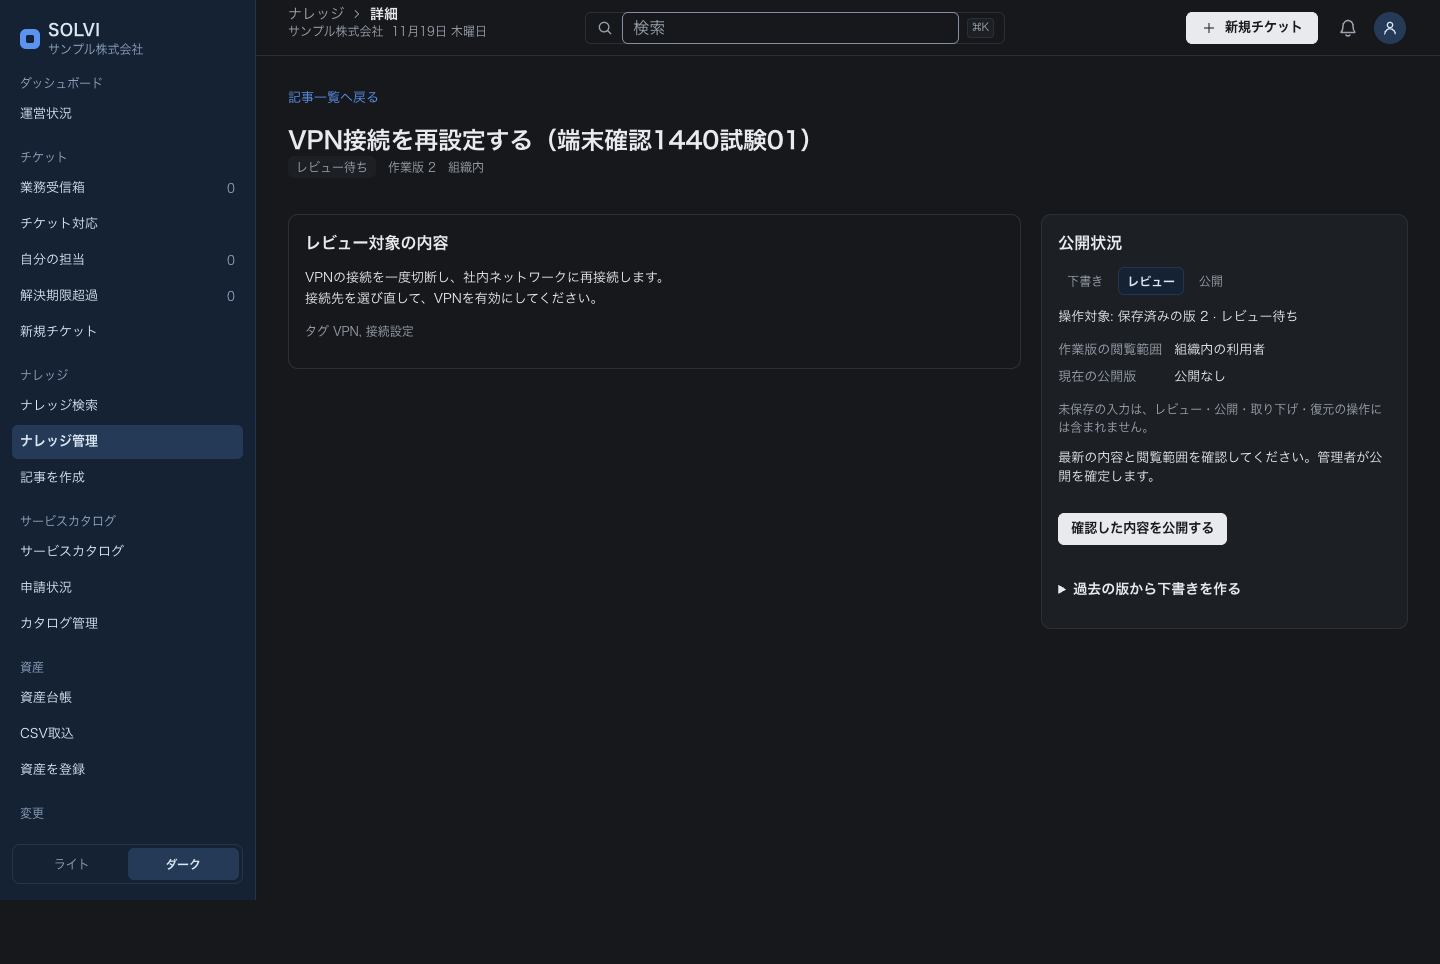 SOLVI
サンプル株式会社
ダッシュボード
運営状況
チケット
業務受信箱 0
チケット対応
自分の担当 0
解決期限超過 0
新規チケット
ナレッジ
ナレッジ検索
ナレッジ管理
記事を作成
サービスカタログ
サービスカタログ
申請状況
カタログ管理
資産
資産台帳
CSV取込
資産を登録
変更
ライト ダーク
ナレッジ > 詳細
サンプル株式会社 11月19日 木曜日
検索 ⌘K
+ 新規チケット
記事一覧へ戻る
VPN接続を再設定する（端末確認1440試験01）
レビュー待ち 作業版 2 組織内
レビュー対象の内容
VPNの接続を一度切断し、社内ネットワークに再接続します。
接続先を選び直して、VPNを有効にしてください。
タグ VPN, 接続設定
公開状況
下書き レビュー 公開
操作対象: 保存済みの版 2 · レビュー待ち
作業版の閲覧範囲 組織内の利用者
現在の公開版 公開なし
未保存の入力は、レビュー・公開・取り下げ・復元の操作に
は含まれません。
最新の内容と閲覧範囲を確認してください。管理者が公
開を確定します。
確認した内容を公開する
▶ 過去の版から下書きを作る